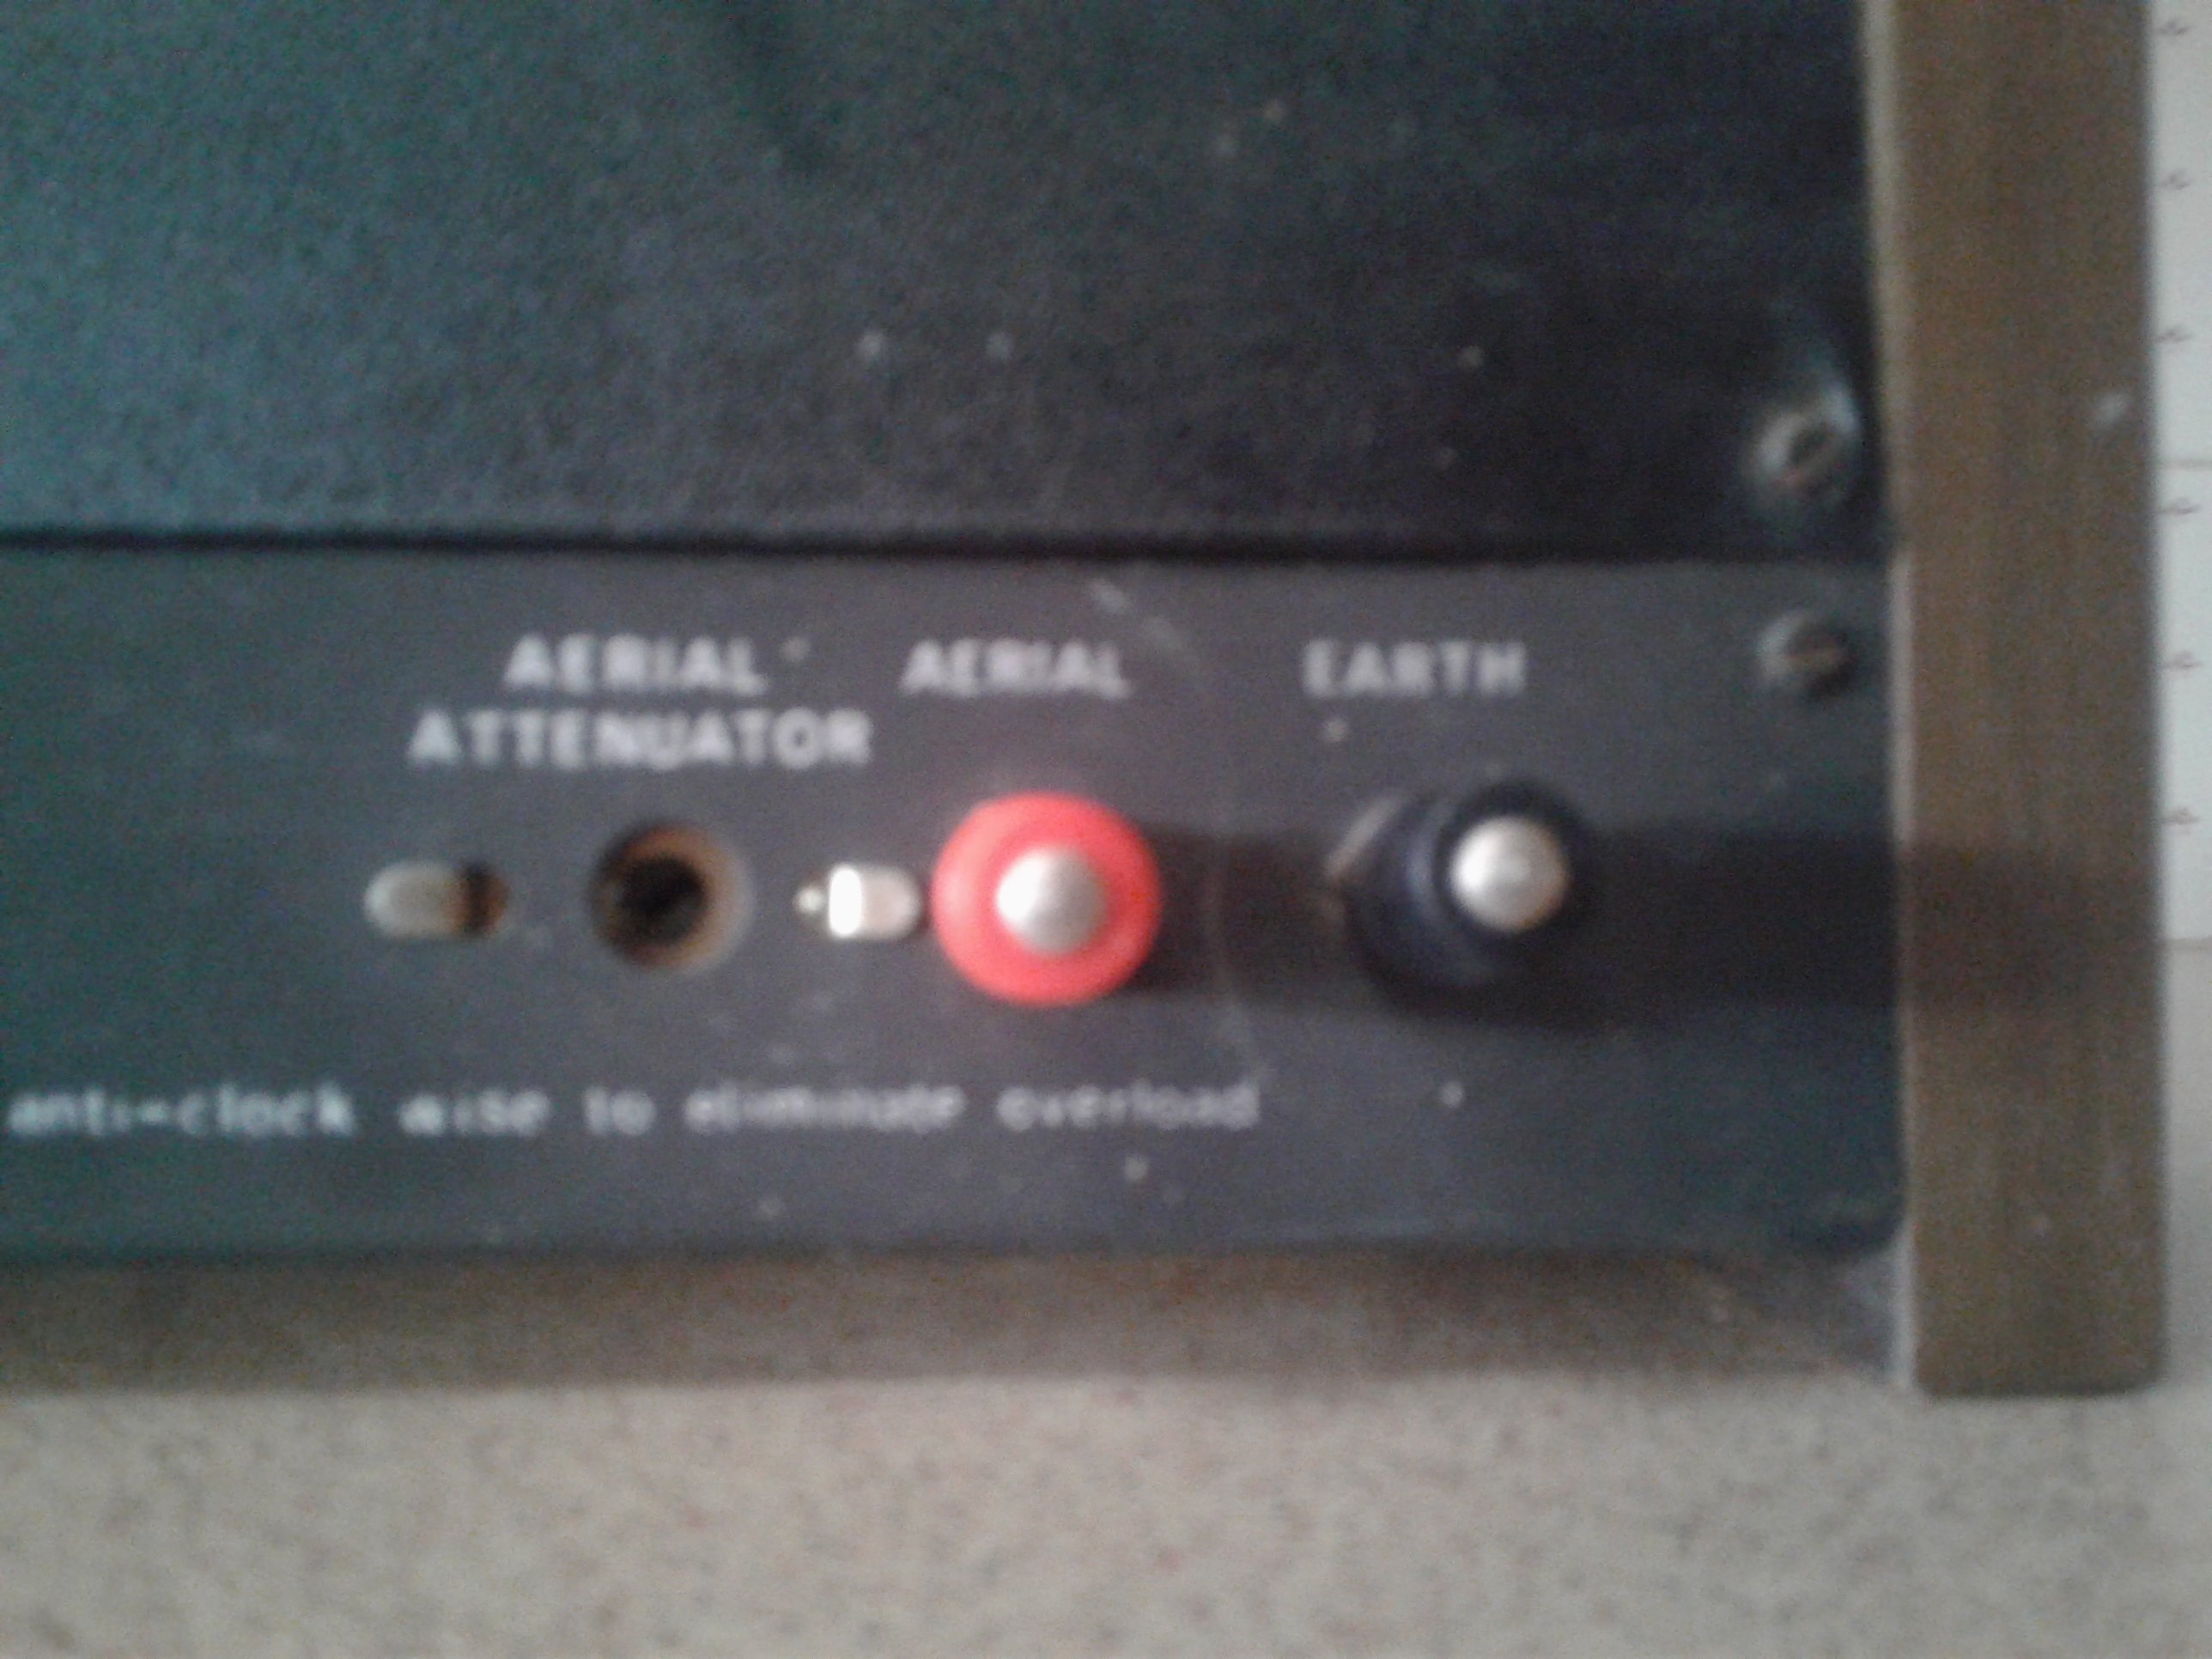 AERIAL AERIAL EARTH
ATTENUATOR
anti-clock wise to eliminate overload